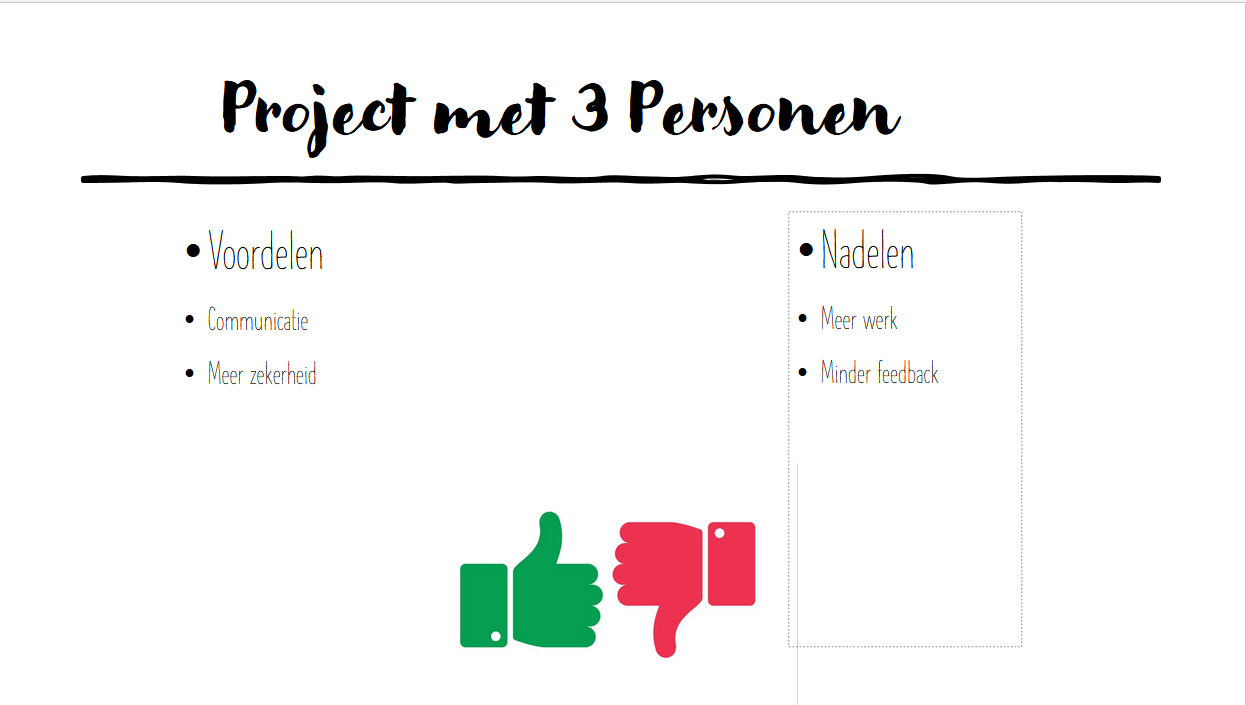 Project met 3 Personen
• Voordelen
• Communicatie
• Meer zekerheid
• Nadelen
• Meer werk
• Minder feedback